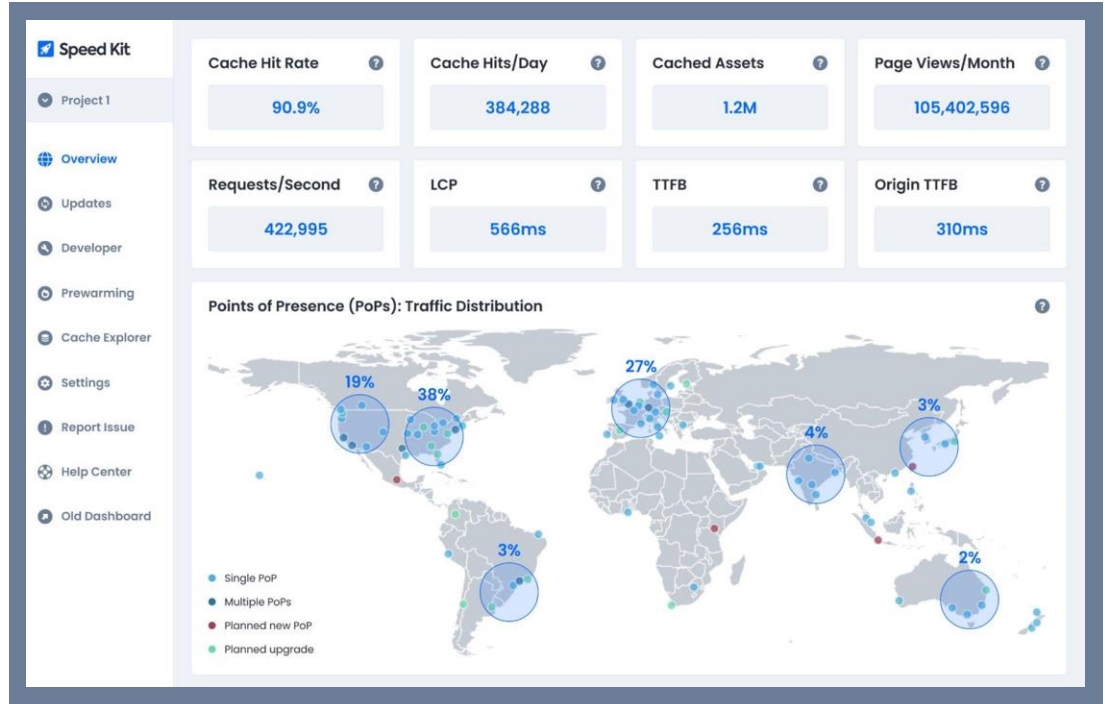 Speed Kit
Project 1
Overview
Updates
Developer
Prewarming
Cache Explorer
Settings
Report Issue
Help Center
Old Dashboard
Cache Hit Rate ?
90.9%
Cache Hits/Day ?
384,288
Cached Assets ?
1.2M
Page Views/Month ?
105,402,596
Requests/Second ?
422,995
LCP ?
566ms
TTFB ?
256ms
Origin TTFB ?
310ms
Points of Presence (PoPs): Traffic Distribution ?
19%
38%
27%
4%
3%
3%
2%
Single PoP
Multiple PoPs
Planned new PoP
Planned upgrade